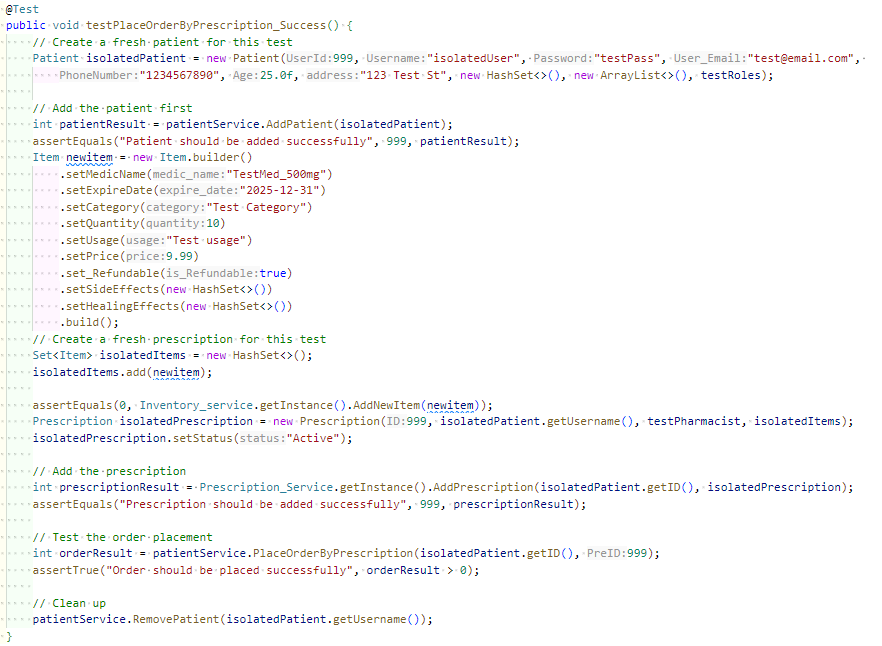 @Test
public void testPlaceOrderByPrescription_Success() {
// Create a fresh patient for this test
Patient isolatedPatient = new Patient(UserId:999, Username:"isolatedUser", Password:"testPass", User_Email:"test@email.com",
PhoneNumber:"1234567890", Age:25.0f, address:"123 Test St", new HashSet<>(), new ArrayList<>(), testRoles);
// Add the patient first
int patientResult = patientService.AddPatient(isolatedPatient);
assertEquals("Patient should be added successfully", 999, patientResult);
Item newitem = new Item.builder()
.setMedicName(medic_name:"TestMed_500mg")
.setExpireDate(expire_date:"2025-12-31")
.setCategory(category:"Test Category")
.setQuantity(quantity:10)
.setUsage(usage:"Test usage")
.setPrice(price:9.99)
.set_Refundable(is_Refundable:true)
.setSideEffects(new HashSet<>())
.setHealingEffects(new HashSet<>())
.build();
// Create a fresh prescription for this test
Set<Item> isolatedItems = new HashSet<>();
isolatedItems.add(newitem);
assertEquals(0, Inventory_service.getInstance().AddNewItem(newitem));
Prescription isolatedPrescription = new Prescription(ID:999, isolatedPatient.getUsername(), testPharmacist, isolatedItems);
isolatedPrescription.setStatus(status:"Active");
// Add the prescription
int prescriptionResult = Prescription_Service.getInstance().AddPrescription(isolatedPatient.getID(), isolatedPrescription);
assertEquals("Prescription should be added successfully", 999, prescriptionResult);
// Test the order placement
int orderResult = patientService.PlaceOrderByPrescription(isolatedPatient.getID(), PreID:999);
assertTrue("Order should be placed successfully", orderResult > 0);
// Clean up
patientService.RemovePatient(isolatedPatient.getUsername());
}